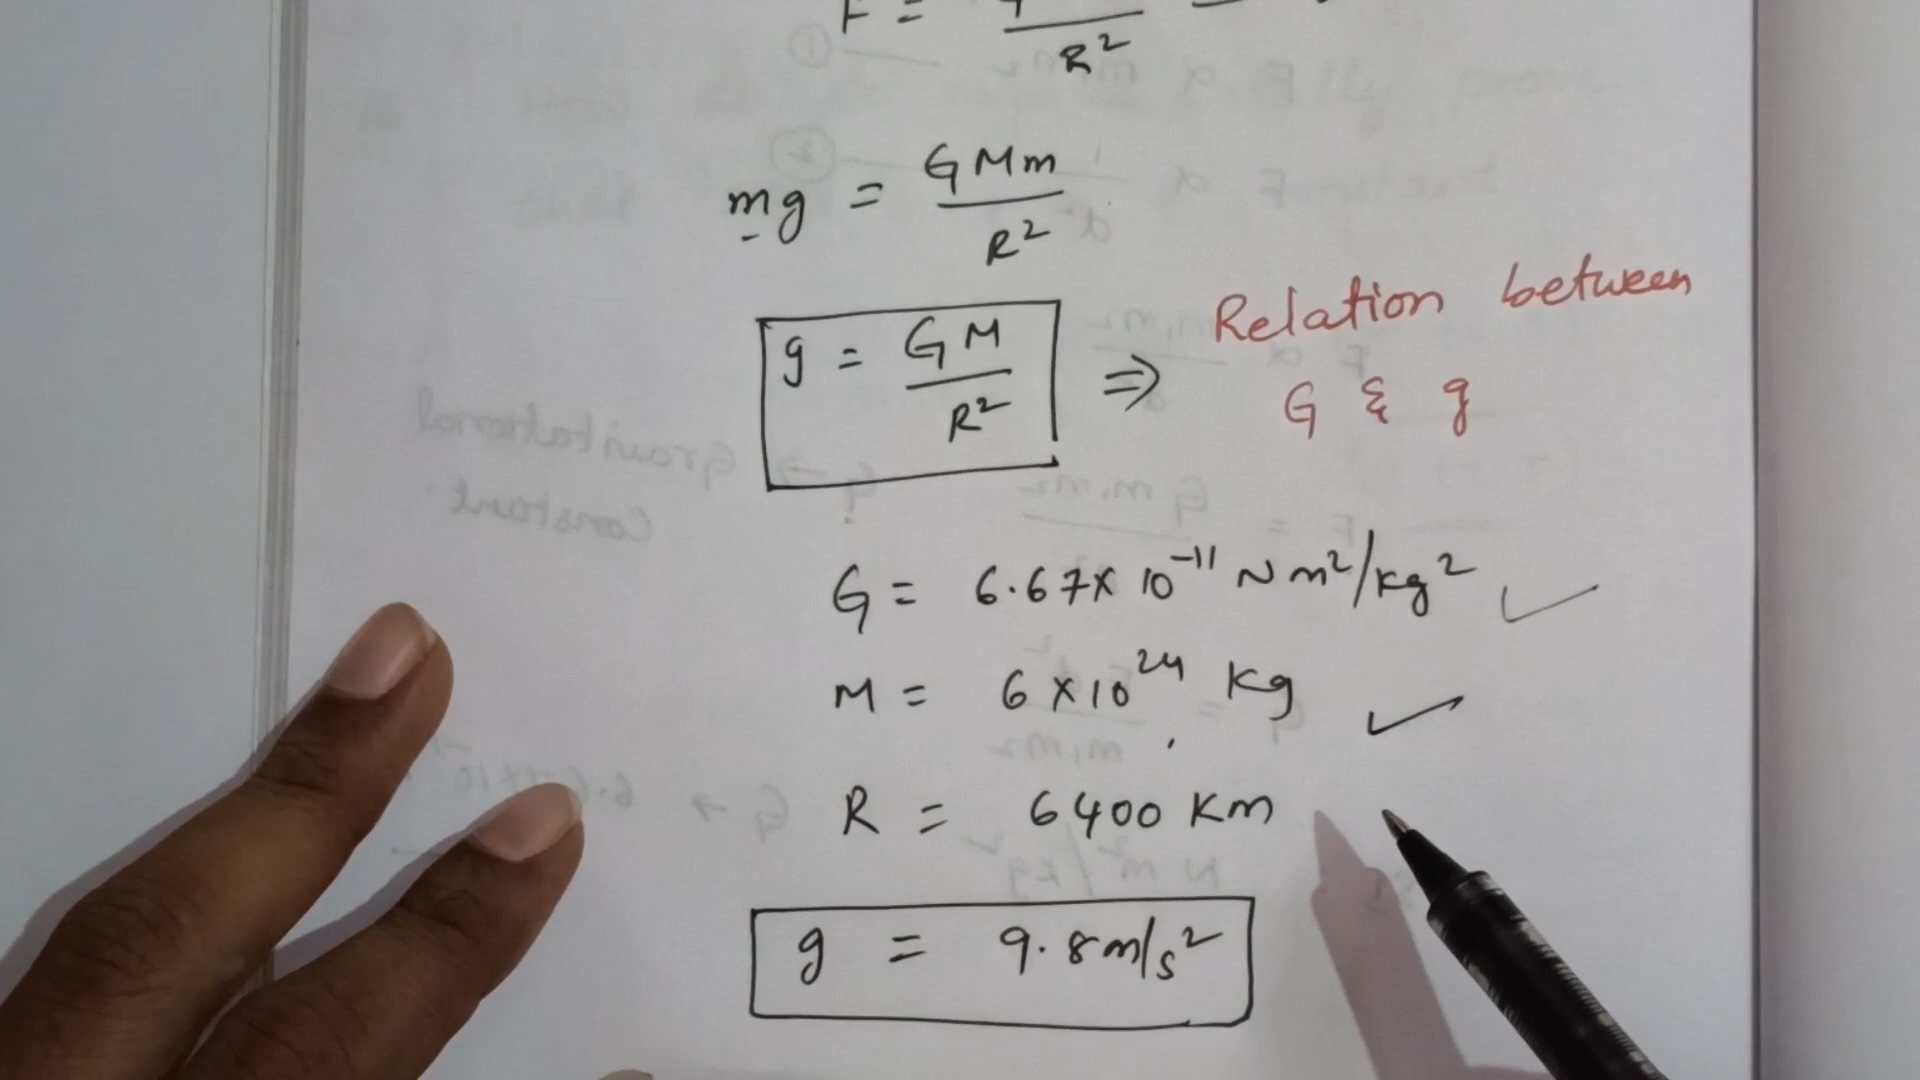 F =
R²
mg = GMm / R²
g = GM / R² ⇒ Relation between
G & g
G = 6.67 × 10⁻¹¹ N m²/kg²
M = 6 × 10²⁴ Kg
R = 6400 Km
g = 9.8 m/s²